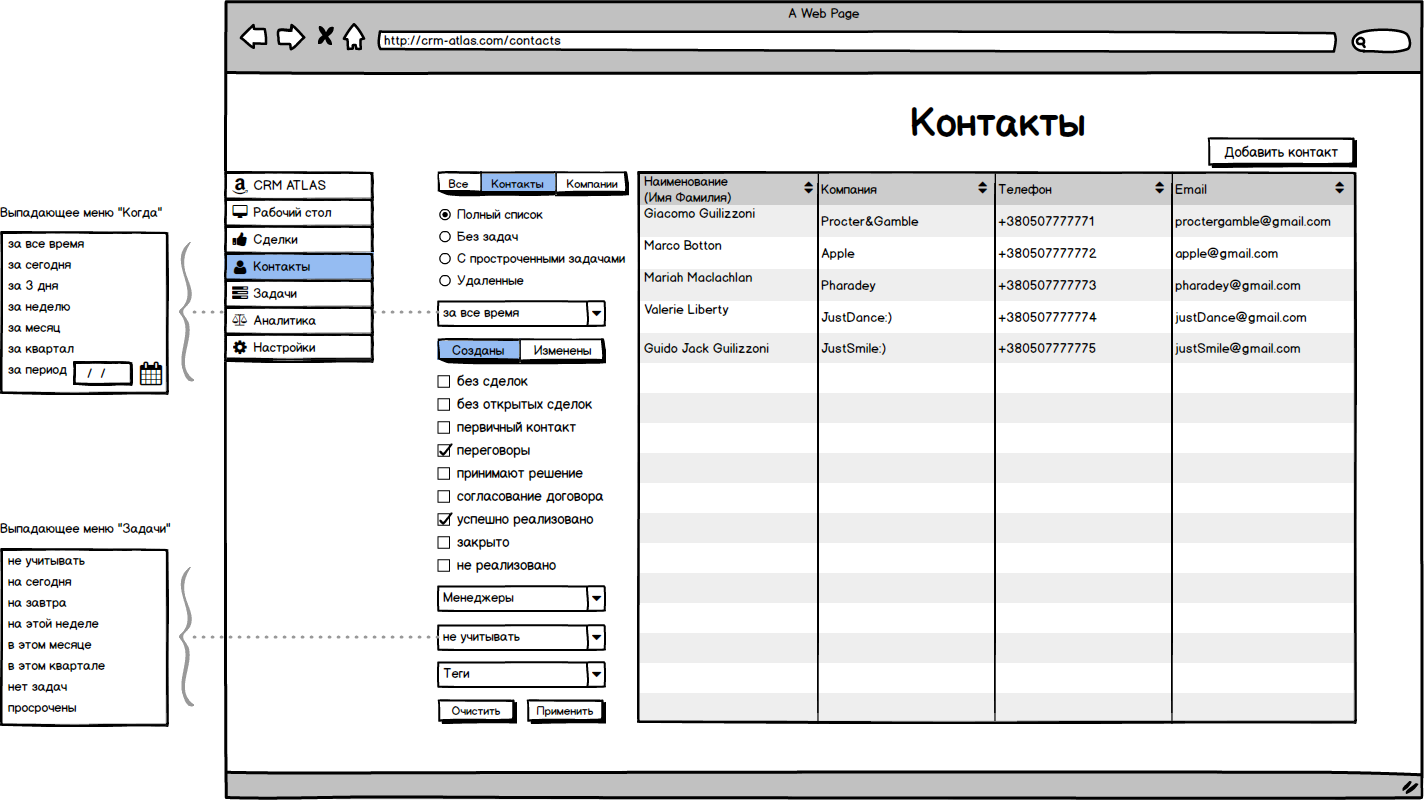 A Web Page
http://crm-atlas.com/contacts
Контакты
Добавить контакт
CRM ATLAS
Рабочий стол
Сделки
Контакты
Задачи
Аналитика
Настройки
Выпадающее меню "Когда"
за все время
за сегодня
за 3 дня
за неделю
за месяц
за квартал
за период / /
Выпадающее меню "Задачи"
не учитывать
на сегодня
на завтра
на этой неделе
в этом месяце
в этом квартале
нет задач
просрочены
Все Контакты Компании
Полный список
Без задач
С простроченными задачами
Удаленные
за все время
Созданы Изменены
без сделок
без открытых сделок
первичный контакт
переговоры
принимают решение
согласование договора
успешно реализовано
закрыто
не реализовано
Менеджеры
не учитывать
Теги
Очистить Применить
Наименование
(Имя Фамилия) Компания Телефон Email
Giacomo Guilizzoni Procter&Gamble +380507777771 proctergamble@gmail.com
Marco Botton Apple +380507777772 apple@gmail.com
Mariah Maclachlan Pharadey +380507777773 pharadey@gmail.com
Valerie Liberty JustDance:) +380507777774 justDance@gmail.com
Guido Jack Guilizzoni JustSmile:) +380507777775 justSmile@gmail.com